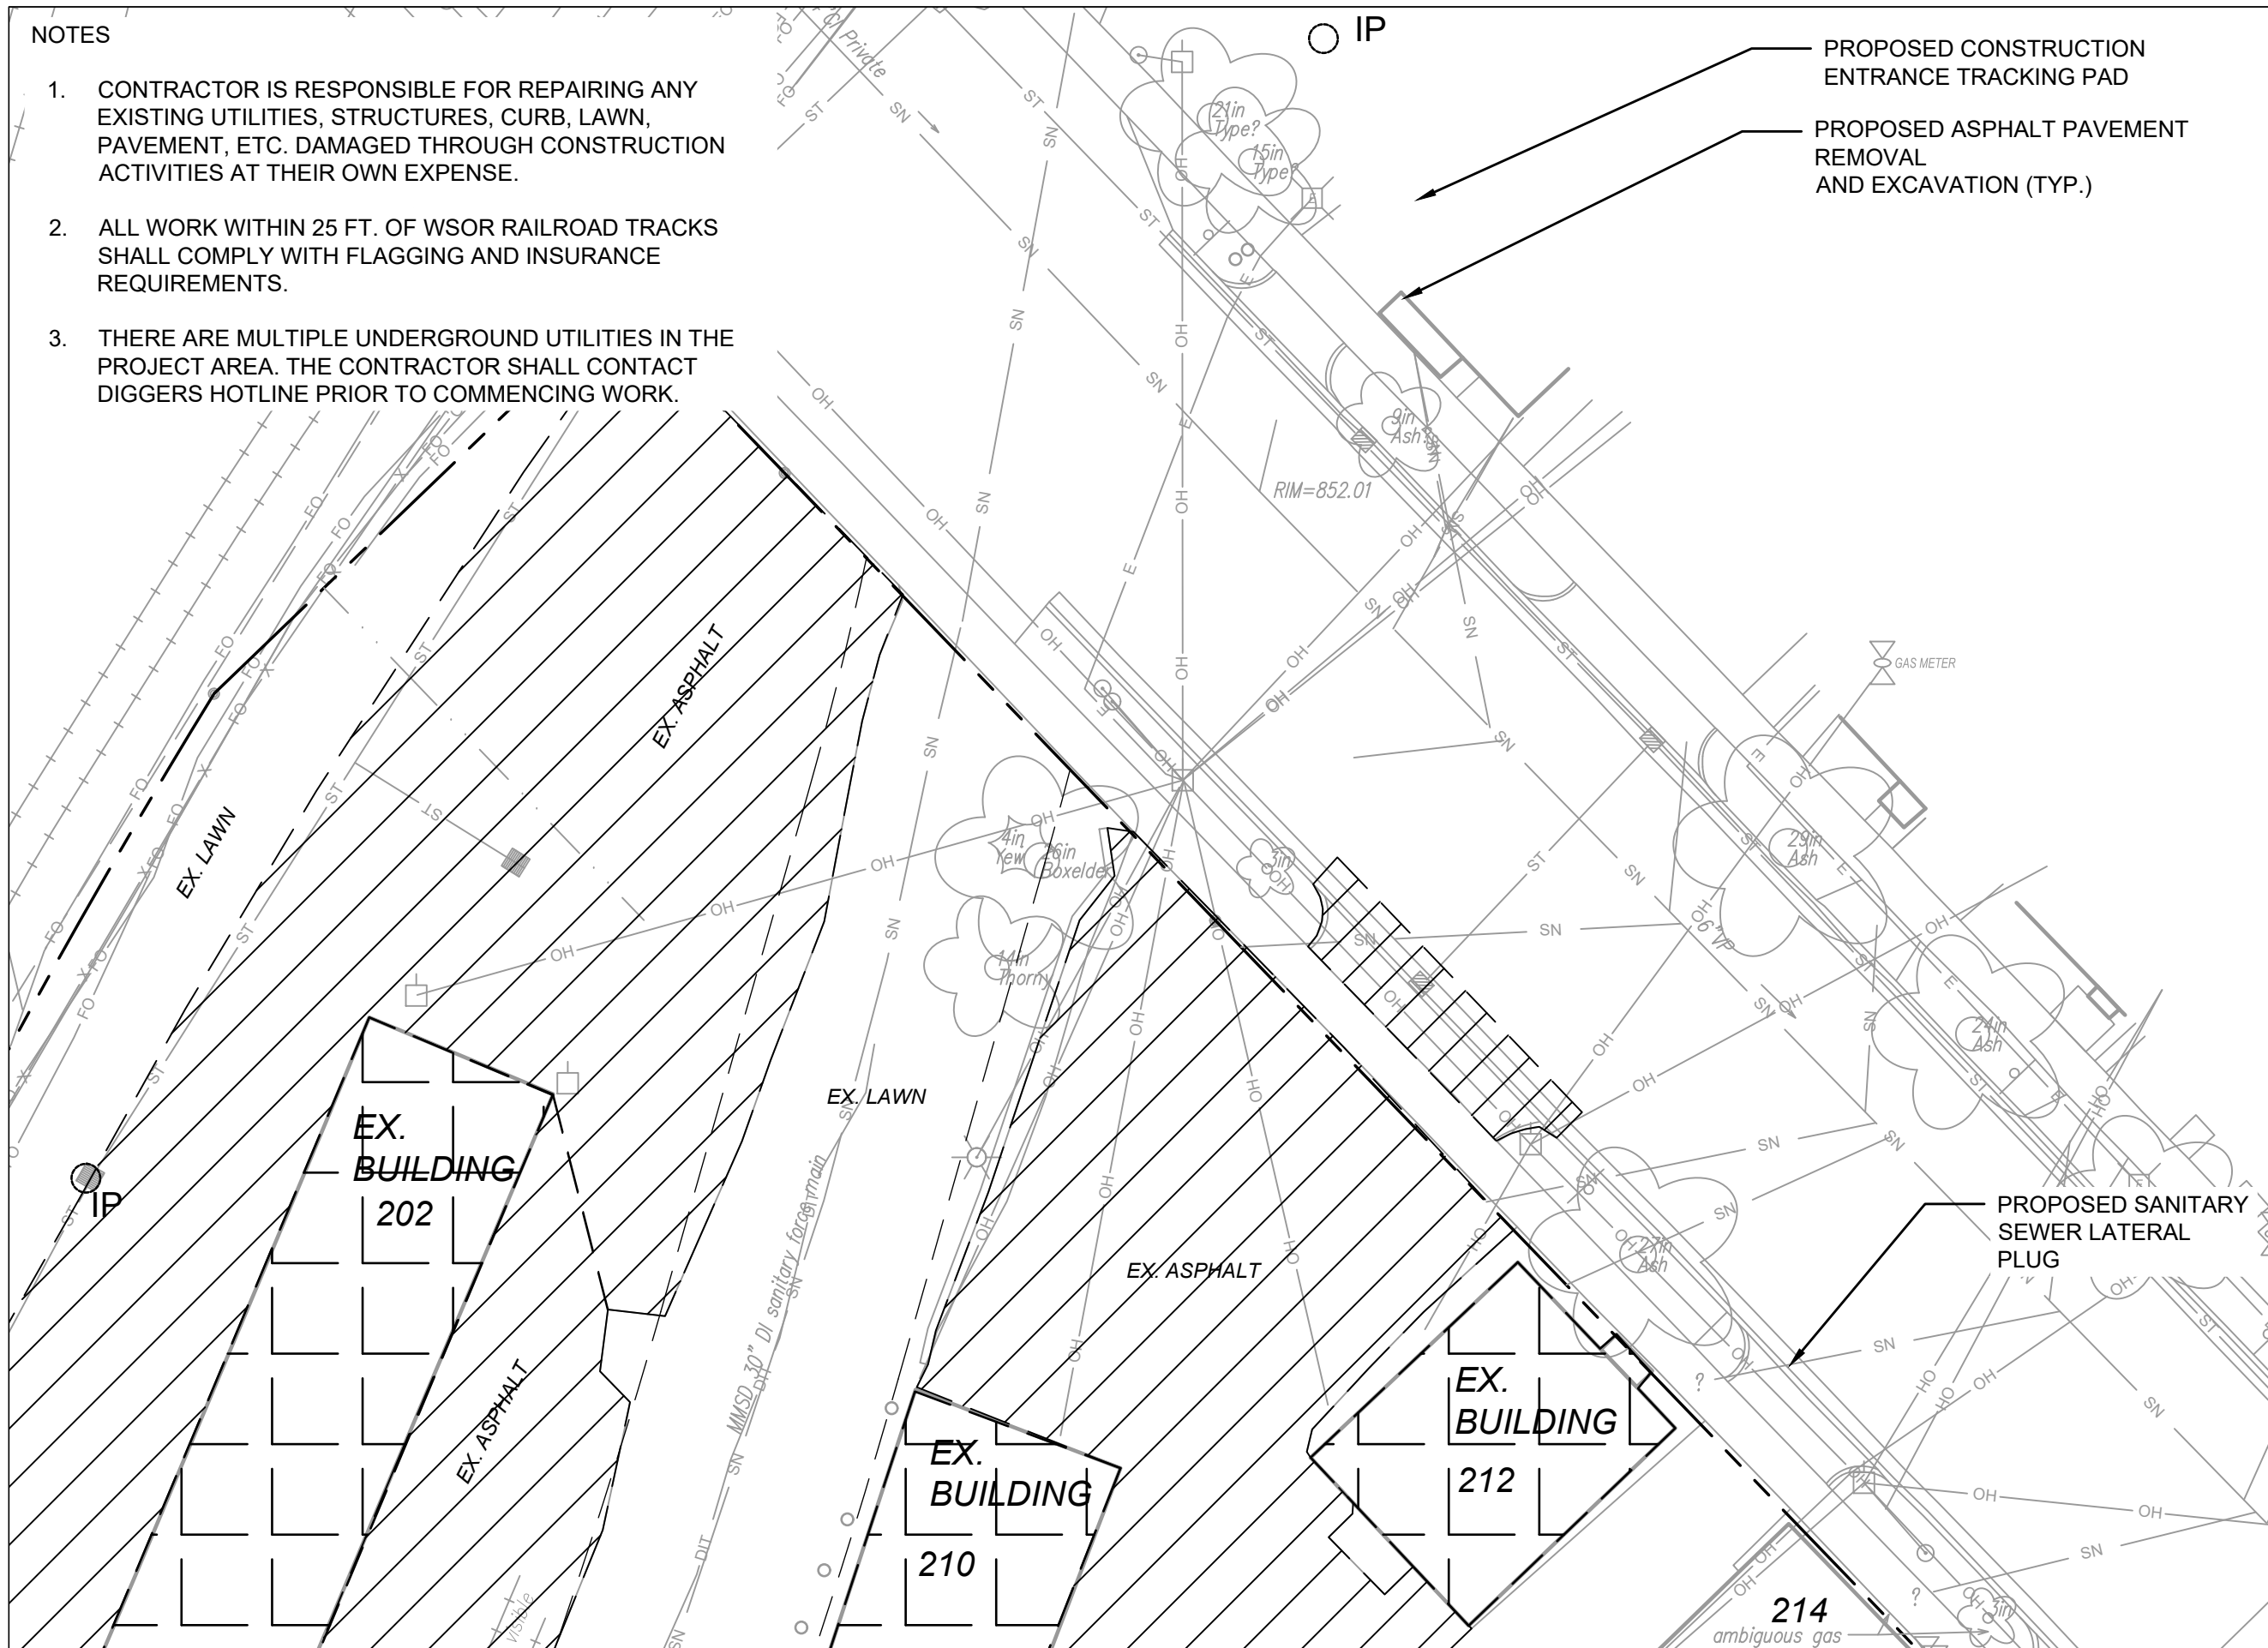 NOTES
1. CONTRACTOR IS RESPONSIBLE FOR REPAIRING ANY
EXISTING UTILITIES, STRUCTURES, CURB, LAWN,
PAVEMENT, ETC. DAMAGED THROUGH CONSTRUCTION
ACTIVITIES AT THEIR OWN EXPENSE.
2. ALL WORK WITHIN 25 FT. OF WSOR RAILROAD TRACKS
SHALL COMPLY WITH FLAGGING AND INSURANCE
REQUIREMENTS.
3. THERE ARE MULTIPLE UNDERGROUND UTILITIES IN THE
PROJECT AREA. THE CONTRACTOR SHALL CONTACT
DIGGERS HOTLINE PRIOR TO COMMENCING WORK.
Private
IP
PROPOSED CONSTRUCTION
ENTRANCE TRACKING PAD
PROPOSED ASPHALT PAVEMENT
REMOVAL
AND EXCAVATION (TYP.)
21in
Type?
15in
Type?
9in
Ash
RIM=852.01
GAS METER
EX. ASPHALT
EX. LAWN
4in
Yew
26in
Boxelder
14in
Thorny
3in
29in
Ash
6"VP
24in
Ash
EX. LAWN
EX.
BUILDING
202
IP
MMSD 30" DI sanitary force main
EX. ASPHALT
EX. ASPHALT
27in
Ash
PROPOSED SANITARY
SEWER LATERAL
PLUG
EX.
BUILDING
210
EX.
BUILDING
212
214
ambiguous gas
3in
visible